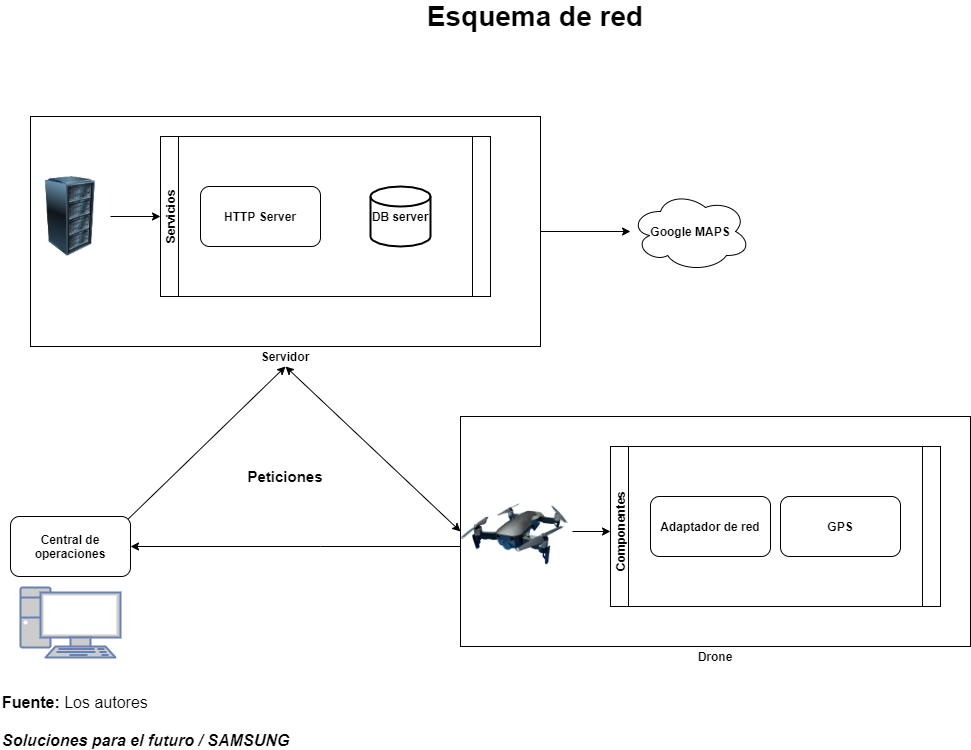 Esquema de red
Servicios
HTTP Server
DB server
Google MAPS
Servidor
Peticiones
Central de
operaciones
Componentes
Adaptador de red
GPS
Drone
Fuente: Los autores
Soluciones para el futuro / SAMSUNG